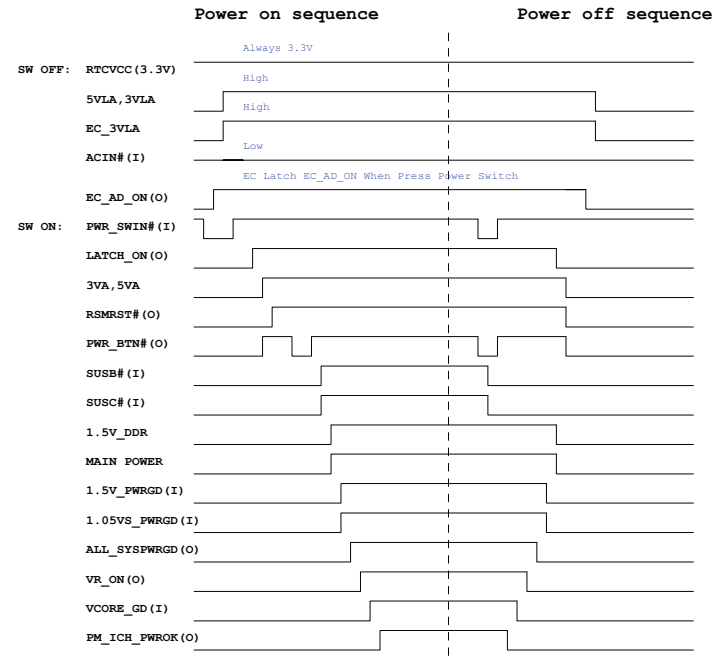 Power on sequence Power off sequence
Always 3.3V
SW OFF: RTCVCC(3.3V)
High
5VLA,3VLA
High
EC_3VLA
Low
ACIN#(I)
EC Latch EC_AD_ON When Press Power Switch
EC_AD_ON(O)
SW ON: PWR_SWIN#(I)
LATCH_ON(O)
3VA,5VA
RSMRST#(O)
PWR_BTN#(O)
SUSB#(I)
SUSC#(I)
1.5V_DDR
MAIN POWER
1.5V_PWRGD(I)
1.05VS_PWRGD(I)
ALL_SYSPWRGD(O)
VR_ON(O)
VCORE_GD(I)
PM_ICH_PWROK(O)